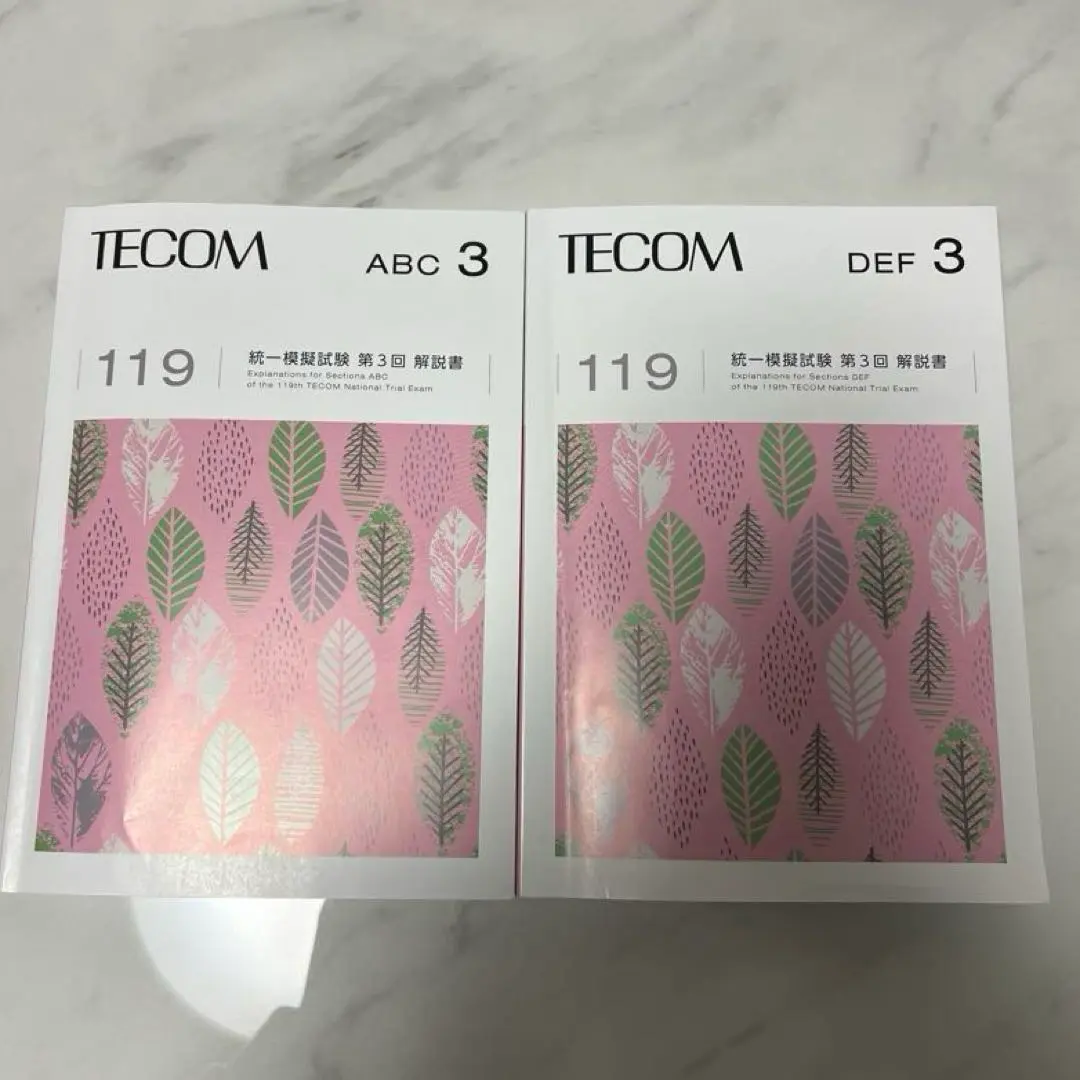 TECOM
ABC 3
119
統一模擬試験 第3回 解説書
Explanations for Sections ABC
of the 119th TECOM National Trial Exam
TECOM
DEF 3
119
統一模擬試験 第3回 解説書
Explanations for Sections DEF
of the 119th TECOM National Trial Exam